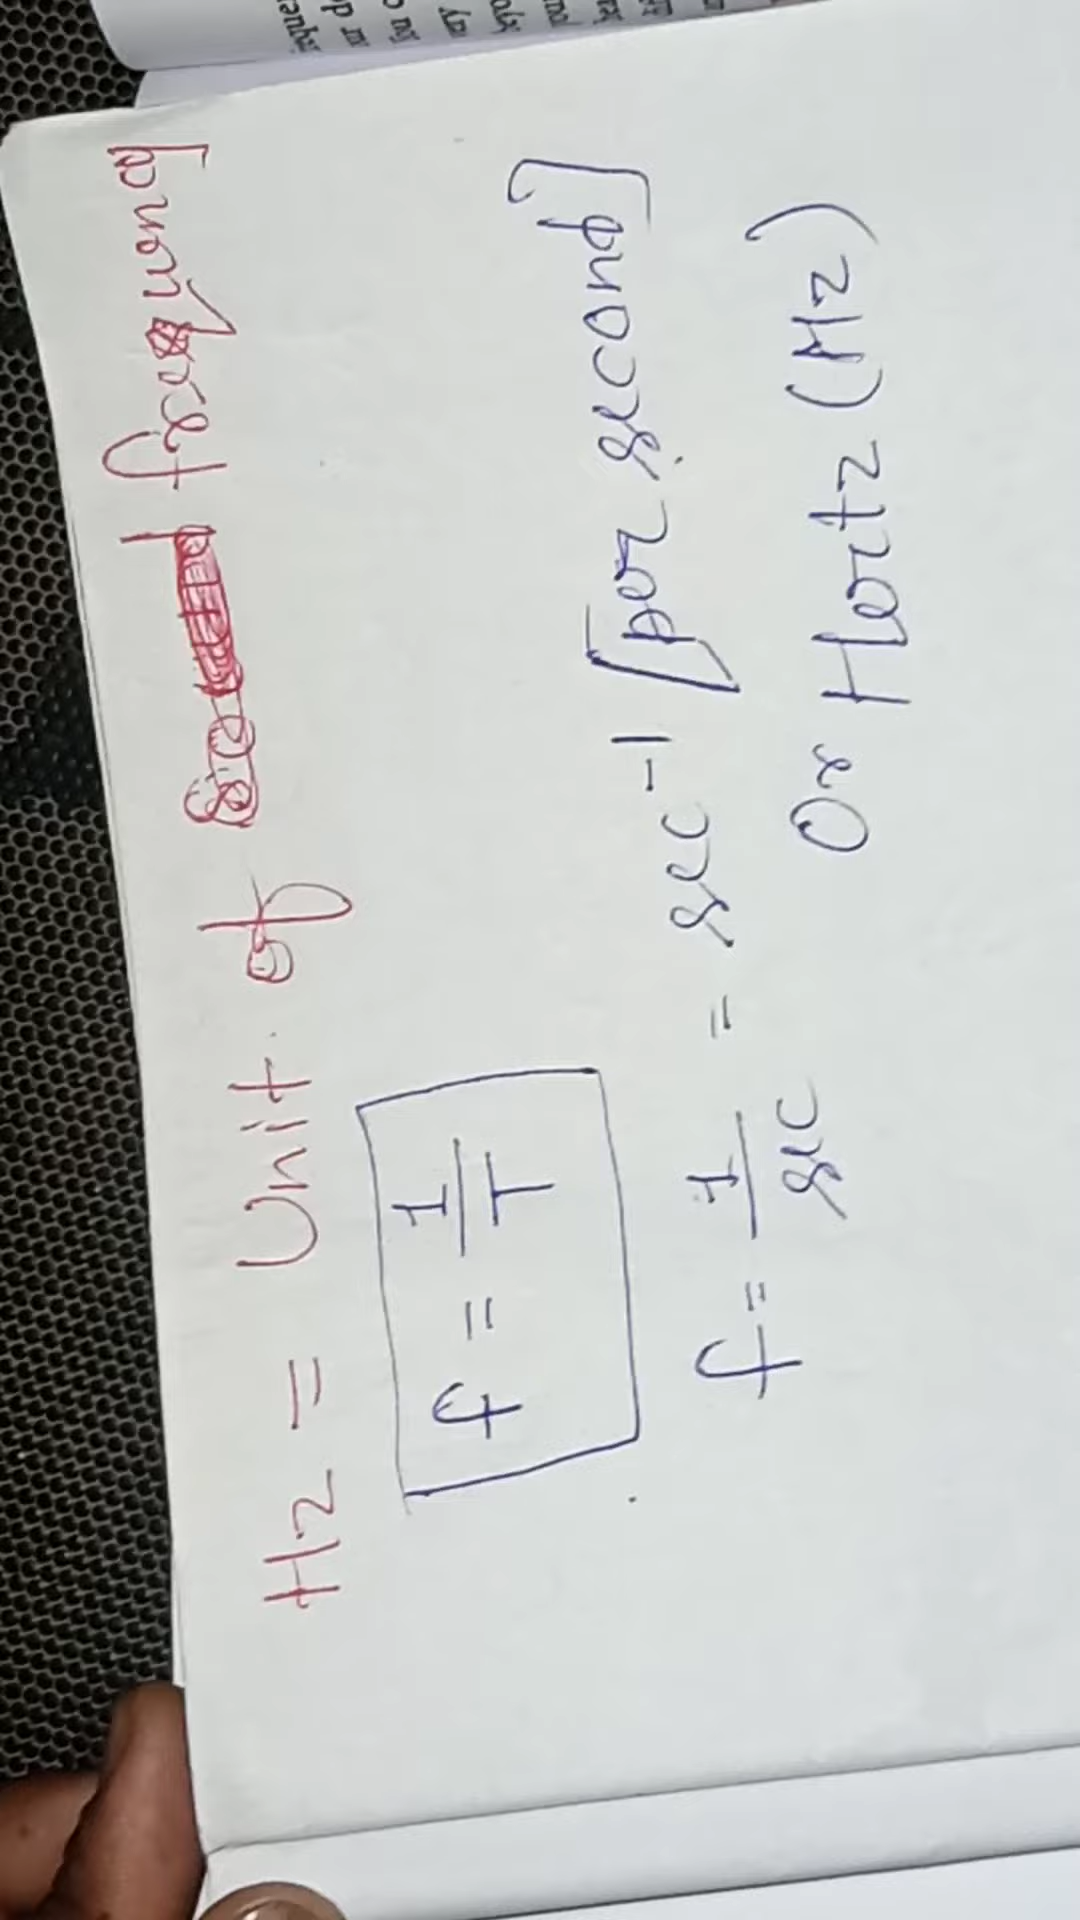 Hz = Unit of frequency
f = 1/T
f = 1/sec = sec⁻¹ [per second]
Or Hertz (Hz)